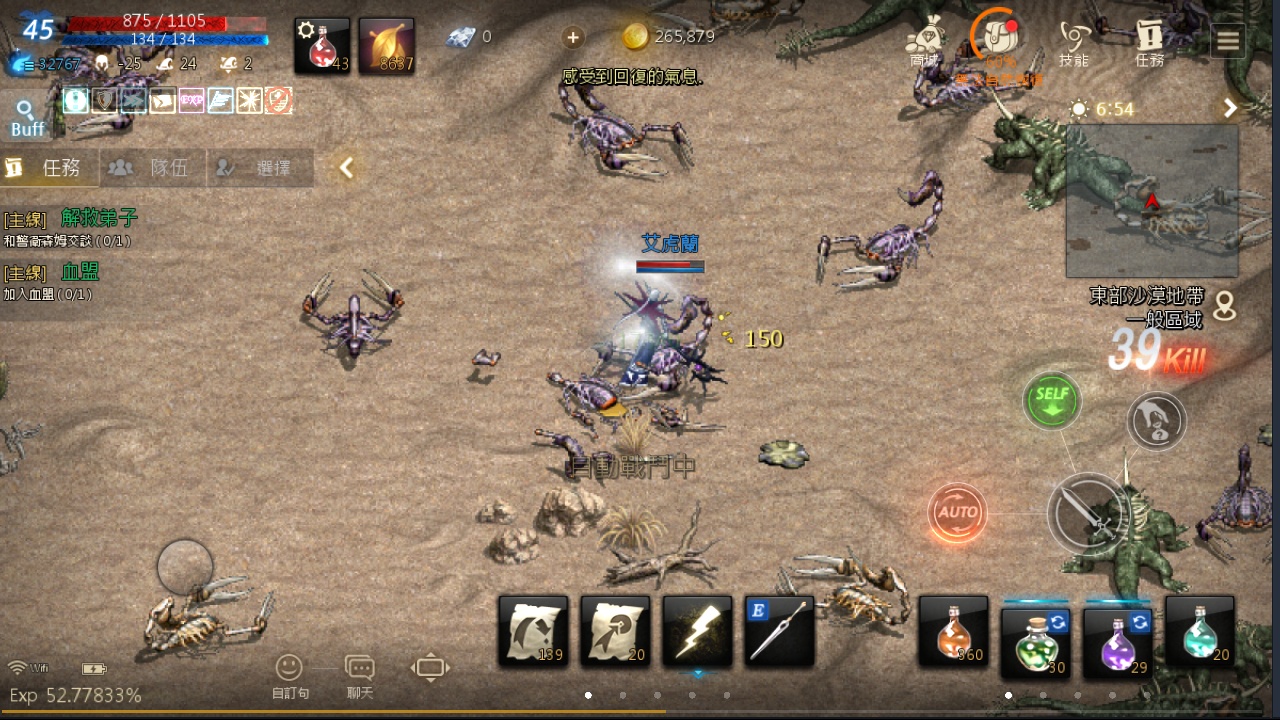 45
875 / 1105
134 / 134
32767
-25
24
2
43
8637
0
265,879
感受到回復的氣息.
商城
技能
任務
Buff
EXP
6:54
任務
隊伍
選擇
[主線] 解救弟子
和警衛森姆交談 (0/1)
[主線] 血盟
加入血盟 (0/1)
艾虎蘭
150
東部沙漠地帶
一般區域
39 Kill
SELF
AUTO
自動戰鬥中
139
20
E
360
30
29
20
Wifi
自訂句
聊天
Exp 52.77833%